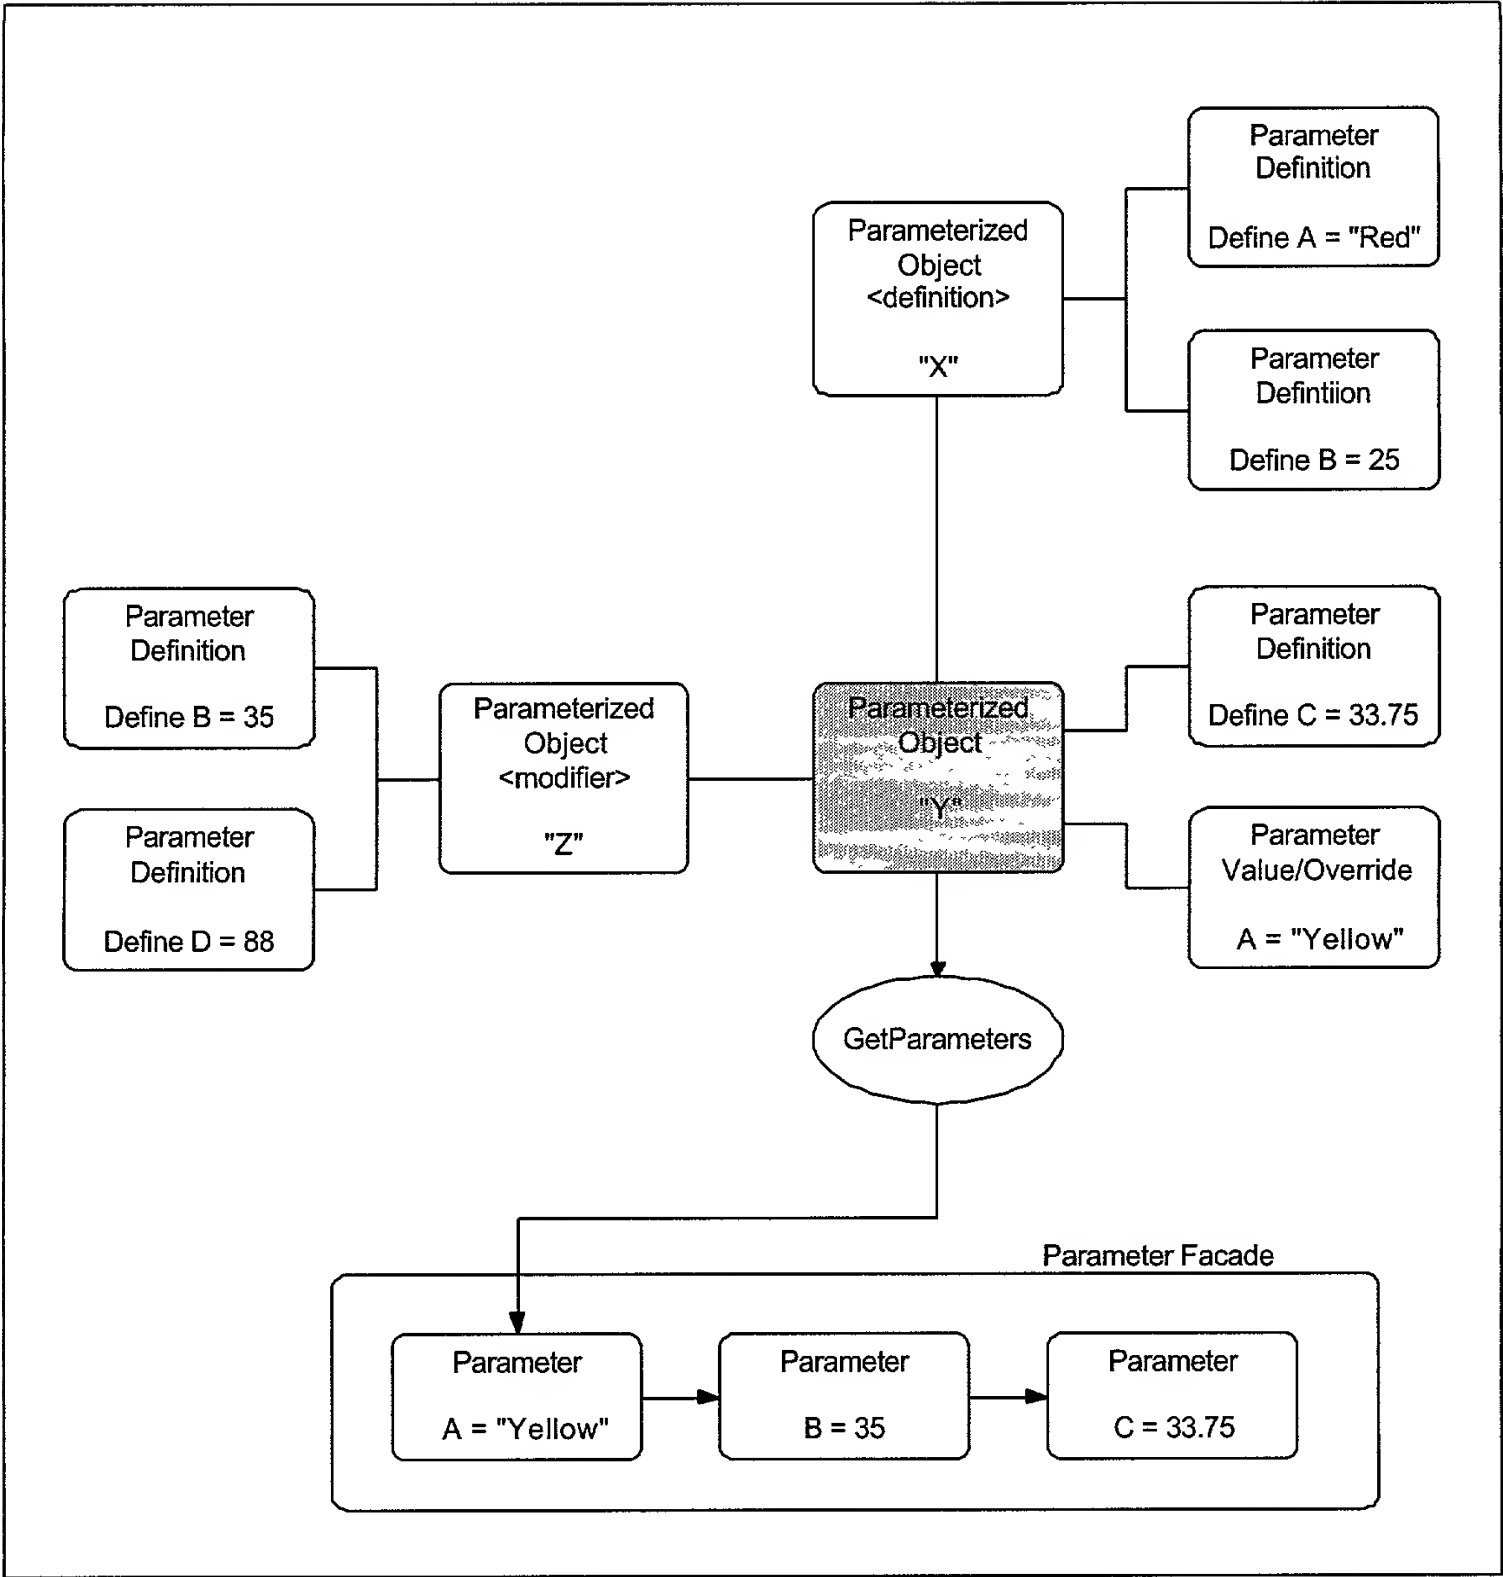 Parameter
Definition
Define A = "Red"
Parameterized
Object
<definition>
"X"
Parameter
Defintiion
Define B = 25
Parameter
Definition
Define B = 35
Parameter
Definition
Define D = 88
Parameterized
Object
<modifier>
"Z"
Parameterized
Object
"Y"
Parameter
Definition
Define C = 33.75
Parameter
Value/Override
A = "Yellow"
GetParameters
Parameter Facade
Parameter
A = "Yellow"
Parameter
B = 35
Parameter
C = 33.75